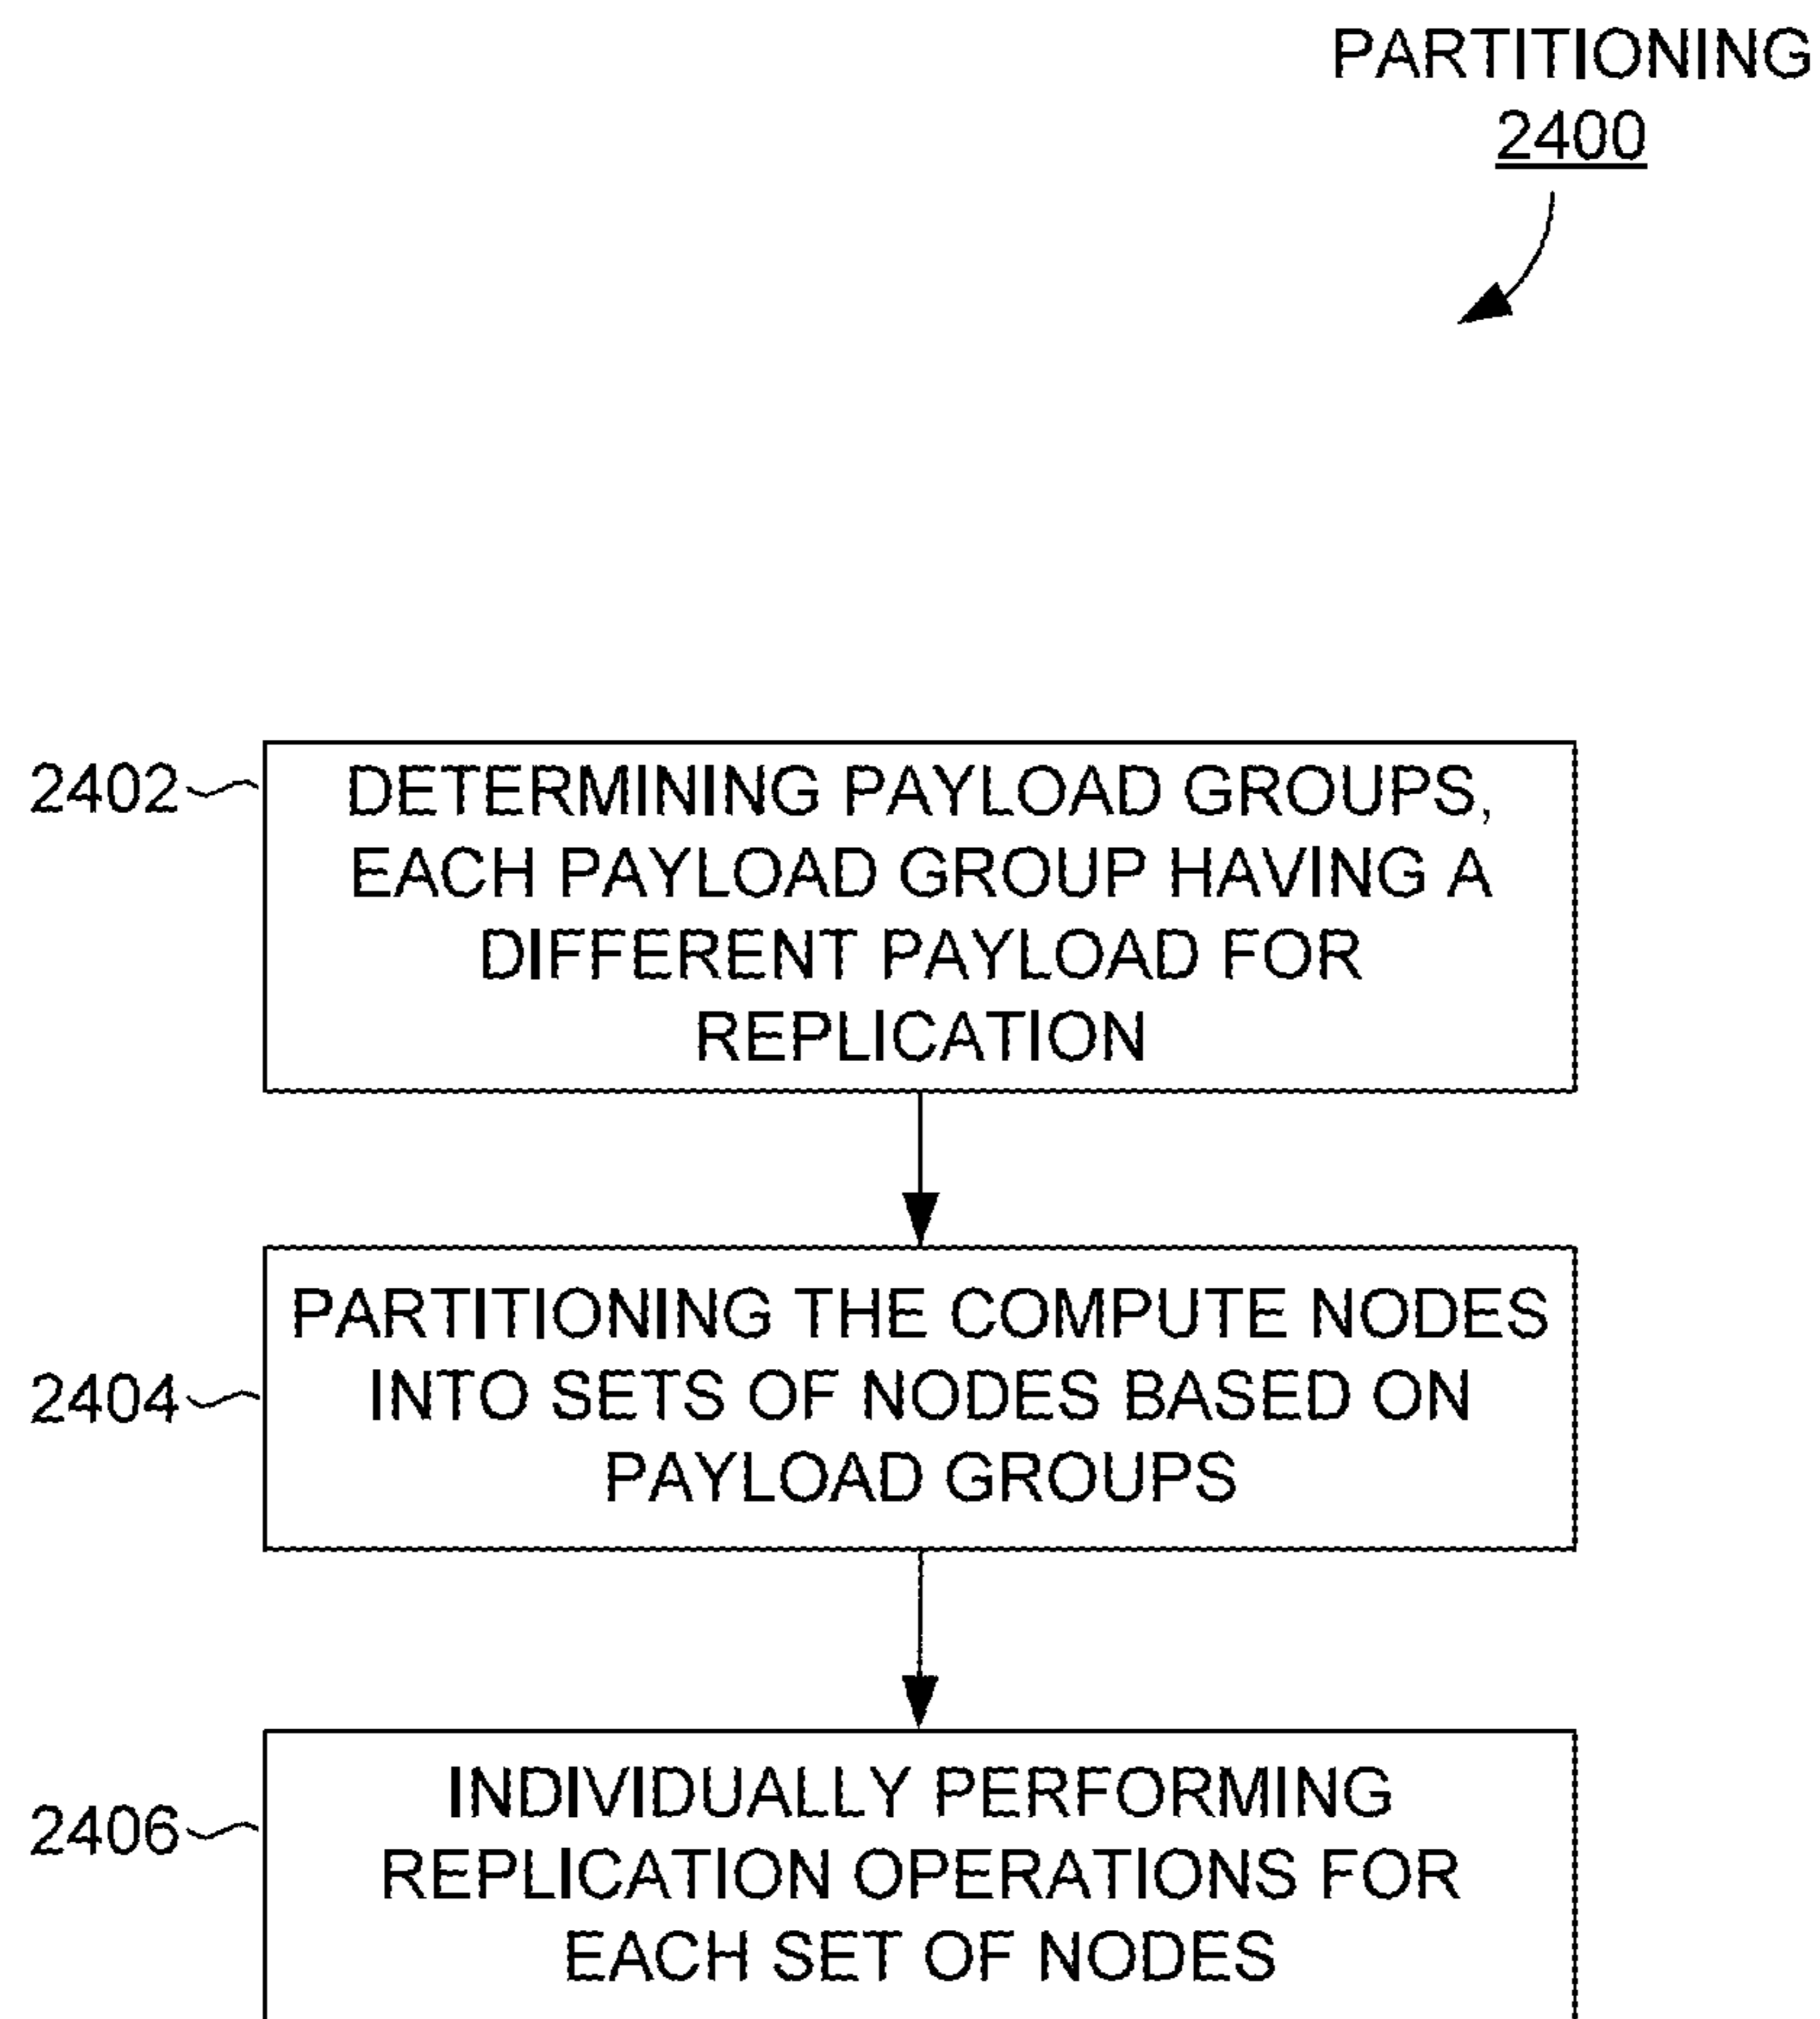 PARTITIONING
2400
2402
DETERMINING PAYLOAD GROUPS,
EACH PAYLOAD GROUP HAVING A
DIFFERENT PAYLOAD FOR
REPLICATION
2404
PARTITIONING THE COMPUTE NODES
INTO SETS OF NODES BASED ON
PAYLOAD GROUPS
2406
INDIVIDUALLY PERFORMING
REPLICATION OPERATIONS FOR
EACH SET OF NODES